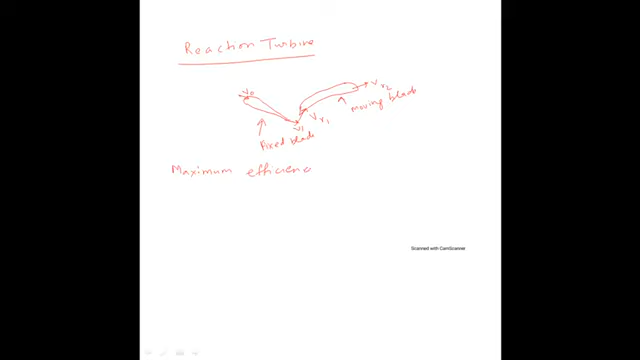 Reaction Turbine
V0
Vr2
moving blade
Vr1
V1
Fixed blade
Maximum efficienc
Scanned with CamScanner